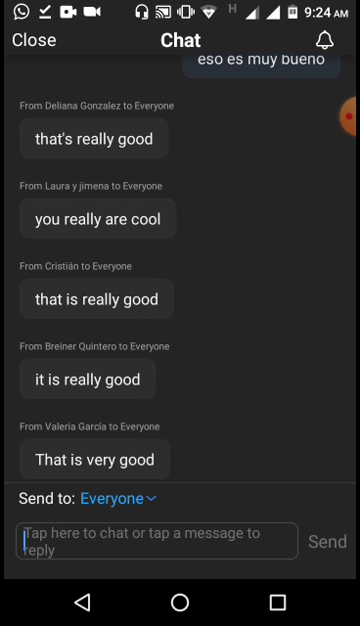 H 9:24 AM
Close Chat
eso es muy bueno
From Deliana Gonzalez to Everyone
that's really good
From Laura y jimena to Everyone
you really are cool
From Cristián to Everyone
that is really good
From Breiner Quintero to Everyone
it is really good
From Valeria García to Everyone
That is very good
Send to: Everyone
Tap here to chat or tap a message to
reply
Send